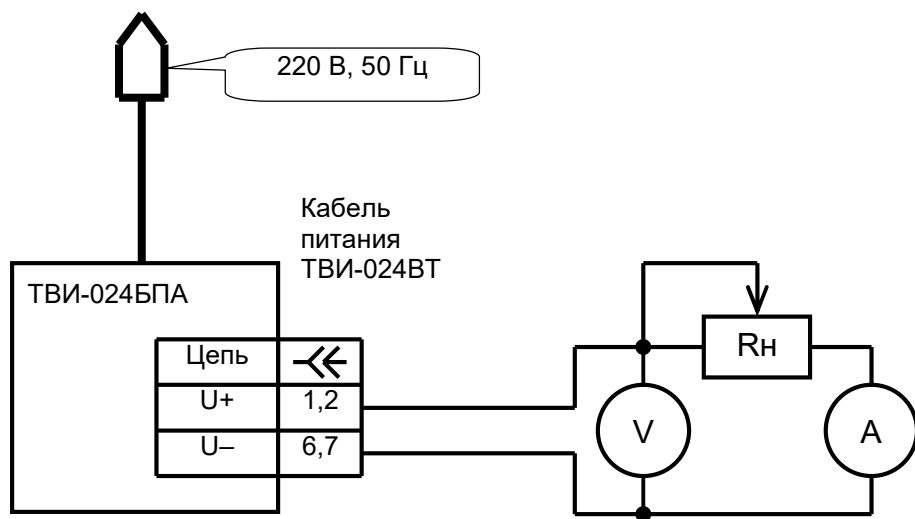 220 В, 50 Гц
Кабель
питания
ТВИ-024ВТ
ТВИ-024БПА
Цепь
U+ 1,2
U– 6,7
Rн
V
A